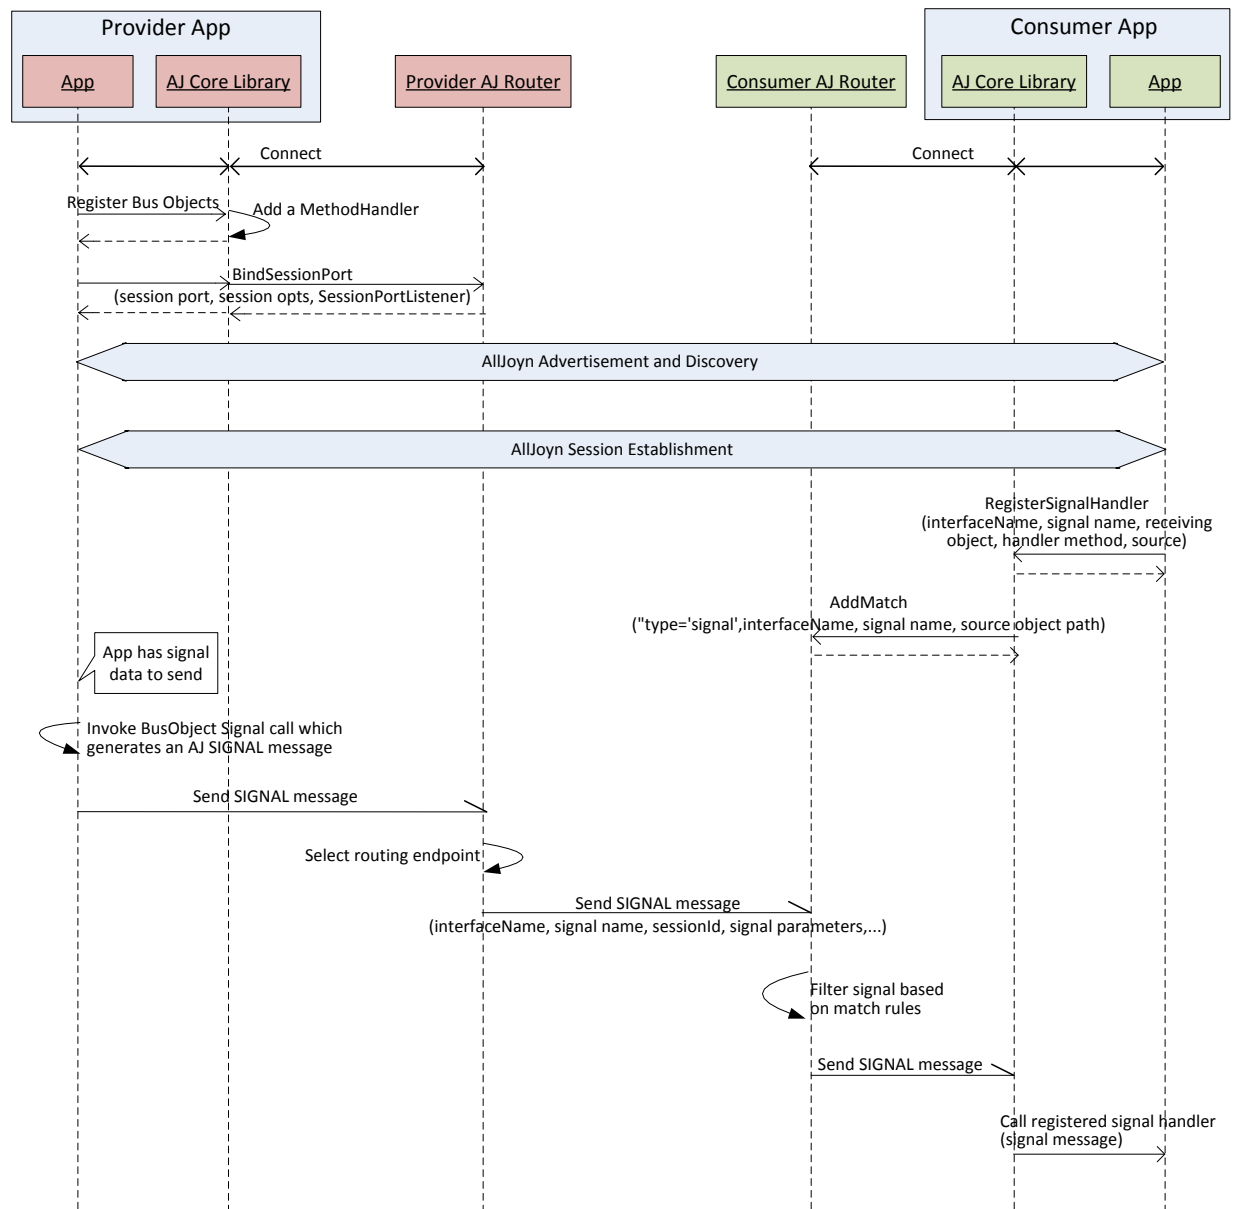 Provider App
Consumer App
App
AJ Core Library
Provider AJ Router
Consumer AJ Router
AJ Core Library
App
Connect
Connect
Register Bus Objects
Add a MethodHandler
BindSessionPort
(session port, session opts, SessionPortListener)
AllJoyn Advertisement and Discovery
AllJoyn Session Establishment
RegisterSignalHandler
(interfaceName, signal name, receiving
object, handler method, source)
AddMatch
("type='signal',interfaceName, signal name, source object path)
App has signal
data to send
Invoke BusObject Signal call which
generates an AJ SIGNAL message
Send SIGNAL message
Select routing endpoint
Send SIGNAL message
(interfaceName, signal name, sessionId, signal parameters,...)
Filter signal based
on match rules
Send SIGNAL message
Call registered signal handler
(signal message)